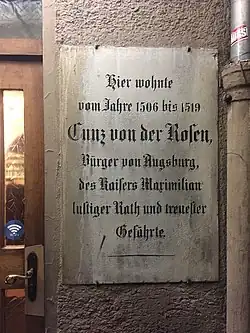 Hier wohnte
vom Jahre 1506 bis 1519
Cunz von der Rosen,
Bürger von Augsburg,
des Kaisers Maximilian
lustiger Rath und treuester
Gefährte.